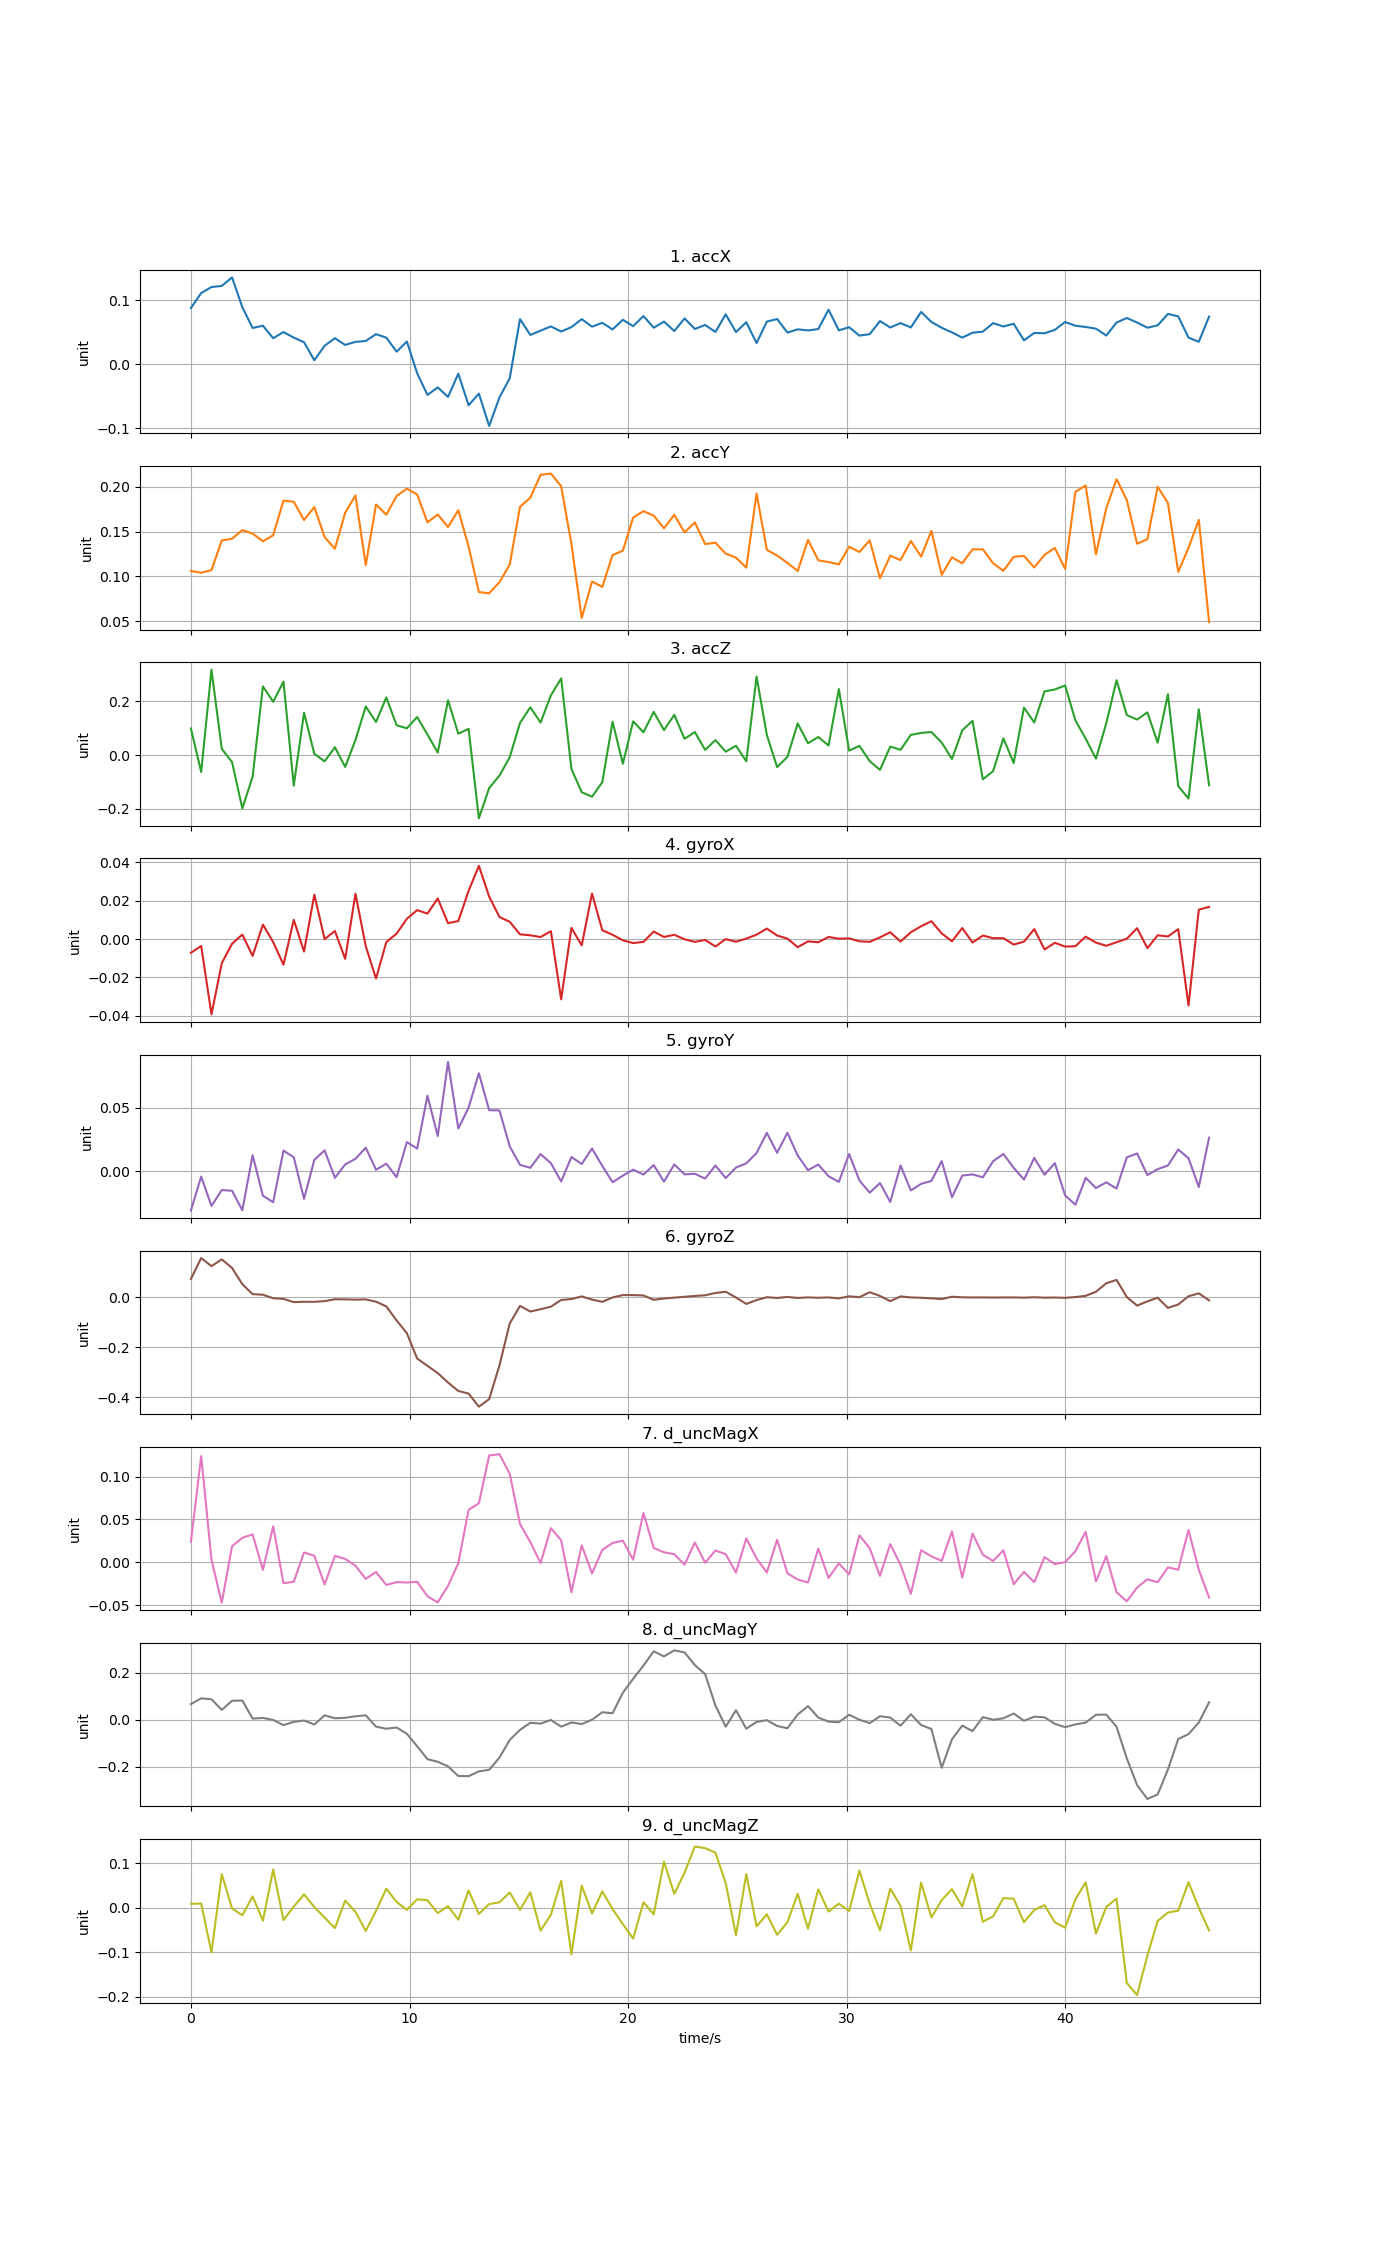 1. accX
0.1
0.0
−0.1
unit
2. accY
0.20
0.15
0.10
0.05
unit
3. accZ
0.2
0.0
−0.2
unit
4. gyroX
0.04
0.02
0.00
−0.02
−0.04
unit
5. gyroY
0.05
0.00
unit
6. gyroZ
0.0
−0.2
−0.4
unit
7. d_uncMagX
0.10
0.05
0.00
−0.05
unit
8. d_uncMagY
0.2
0.0
−0.2
unit
9. d_uncMagZ
0.1
0.0
−0.1
−0.2
unit
0 10 20 30 40
time/s